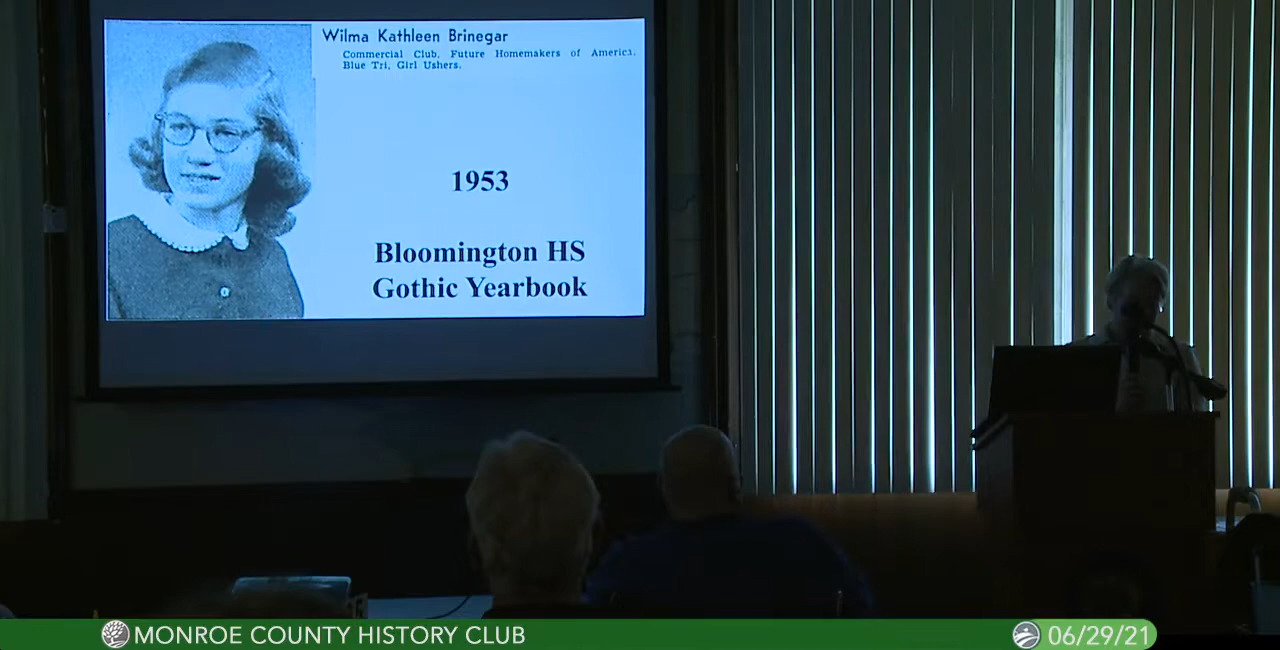 Wilma Kathleen Brinegar
Commercial Club, Future Homemakers of America.
Blue Tri, Girl Ushers.
1953
Bloomington HS
Gothic Yearbook
MONROE COUNTY HISTORY CLUB
06/29/21